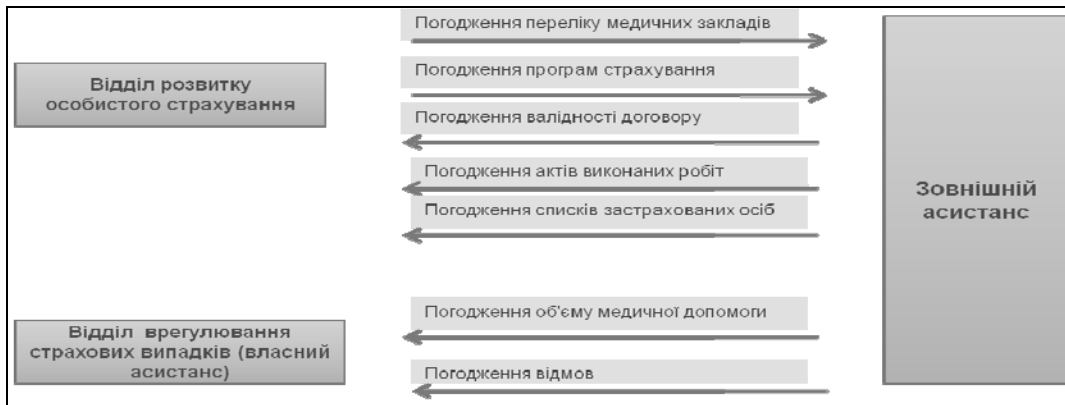 Погодження переліку медичних закладів
Відділ розвитку
особистого страхування
Погодження програм страхування
Погодження валідності договору
Погодження актів виконаних робіт
Погодження списків застрахованих осіб
Зовнішній
асистанс
Відділ врегулювання
страхових випадків (власний
асистанс)
Погодження об'єму медичної допомоги
Погодження відмов